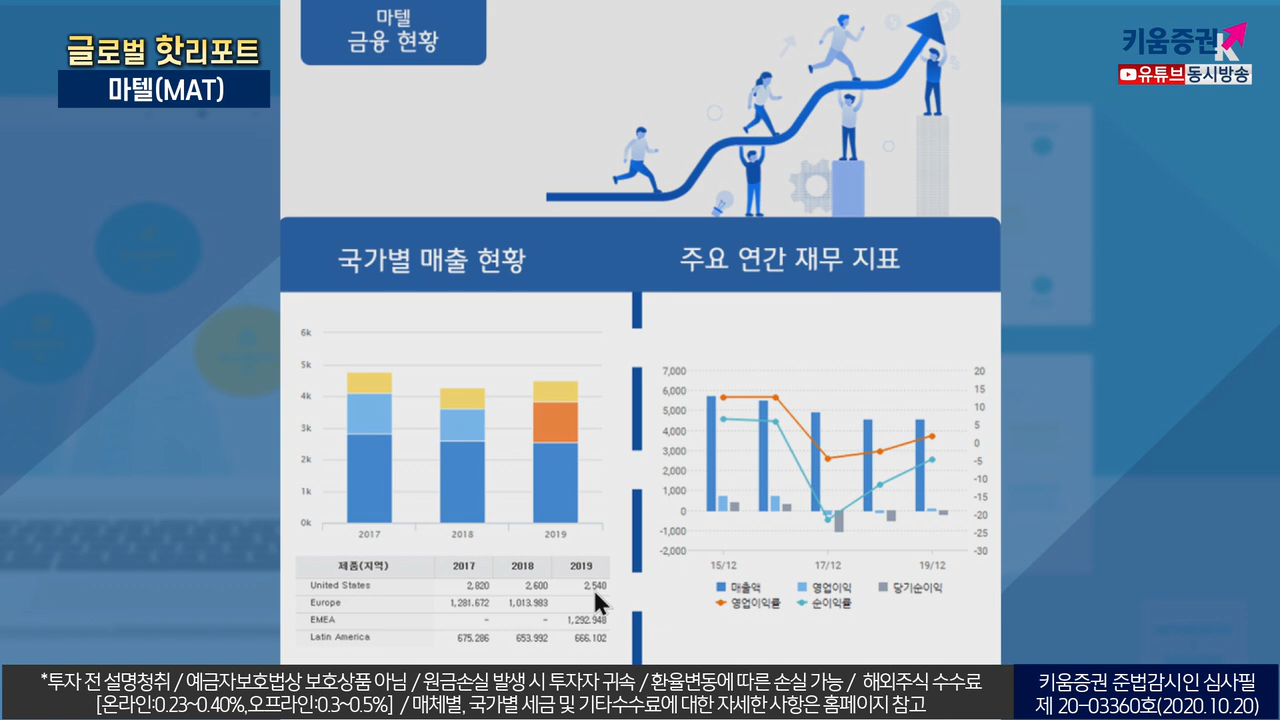 글로벌 핫리포트
마텔(MAT)
마텔
금융 현황
키움증권
유튜브동시방송
국가별 매출 현황
주요 연간 재무 지표
6k
5k
4k
3k
2k
1k
0k
2017 2018 2019
7,000
6,000
5,000
4,000
3,000
2,000
1,000
0
-1,000
-2,000
20
15
10
5
0
-5
-10
-15
-20
-25
-30
15/12 17/12 19/12
매출액 영업이익 당기순이익
영업이익률 순이익률
제품(지역) 2017 2018 2019
United States 2,820 2,600 2,540
Europe 1,281.672 1,013.983
EMEA - - 1,292.948
Latin America 675.286 653.992 666.102
*투자 전 설명청취 / 예금자보호법상 보호상품 아님 / 원금손실 발생 시 투자자 귀속 / 환율변동에 따른 손실 가능 / 해외주식 수수료
[온라인:0.23~0.40%,오프라인:0.3~0.5%] / 매체별, 국가별 세금 및 기타수수료에 대한 자세한 사항은 홈페이지 참고
키움증권 준법감시인 심사필
제 20-03360호(2020.10.20)